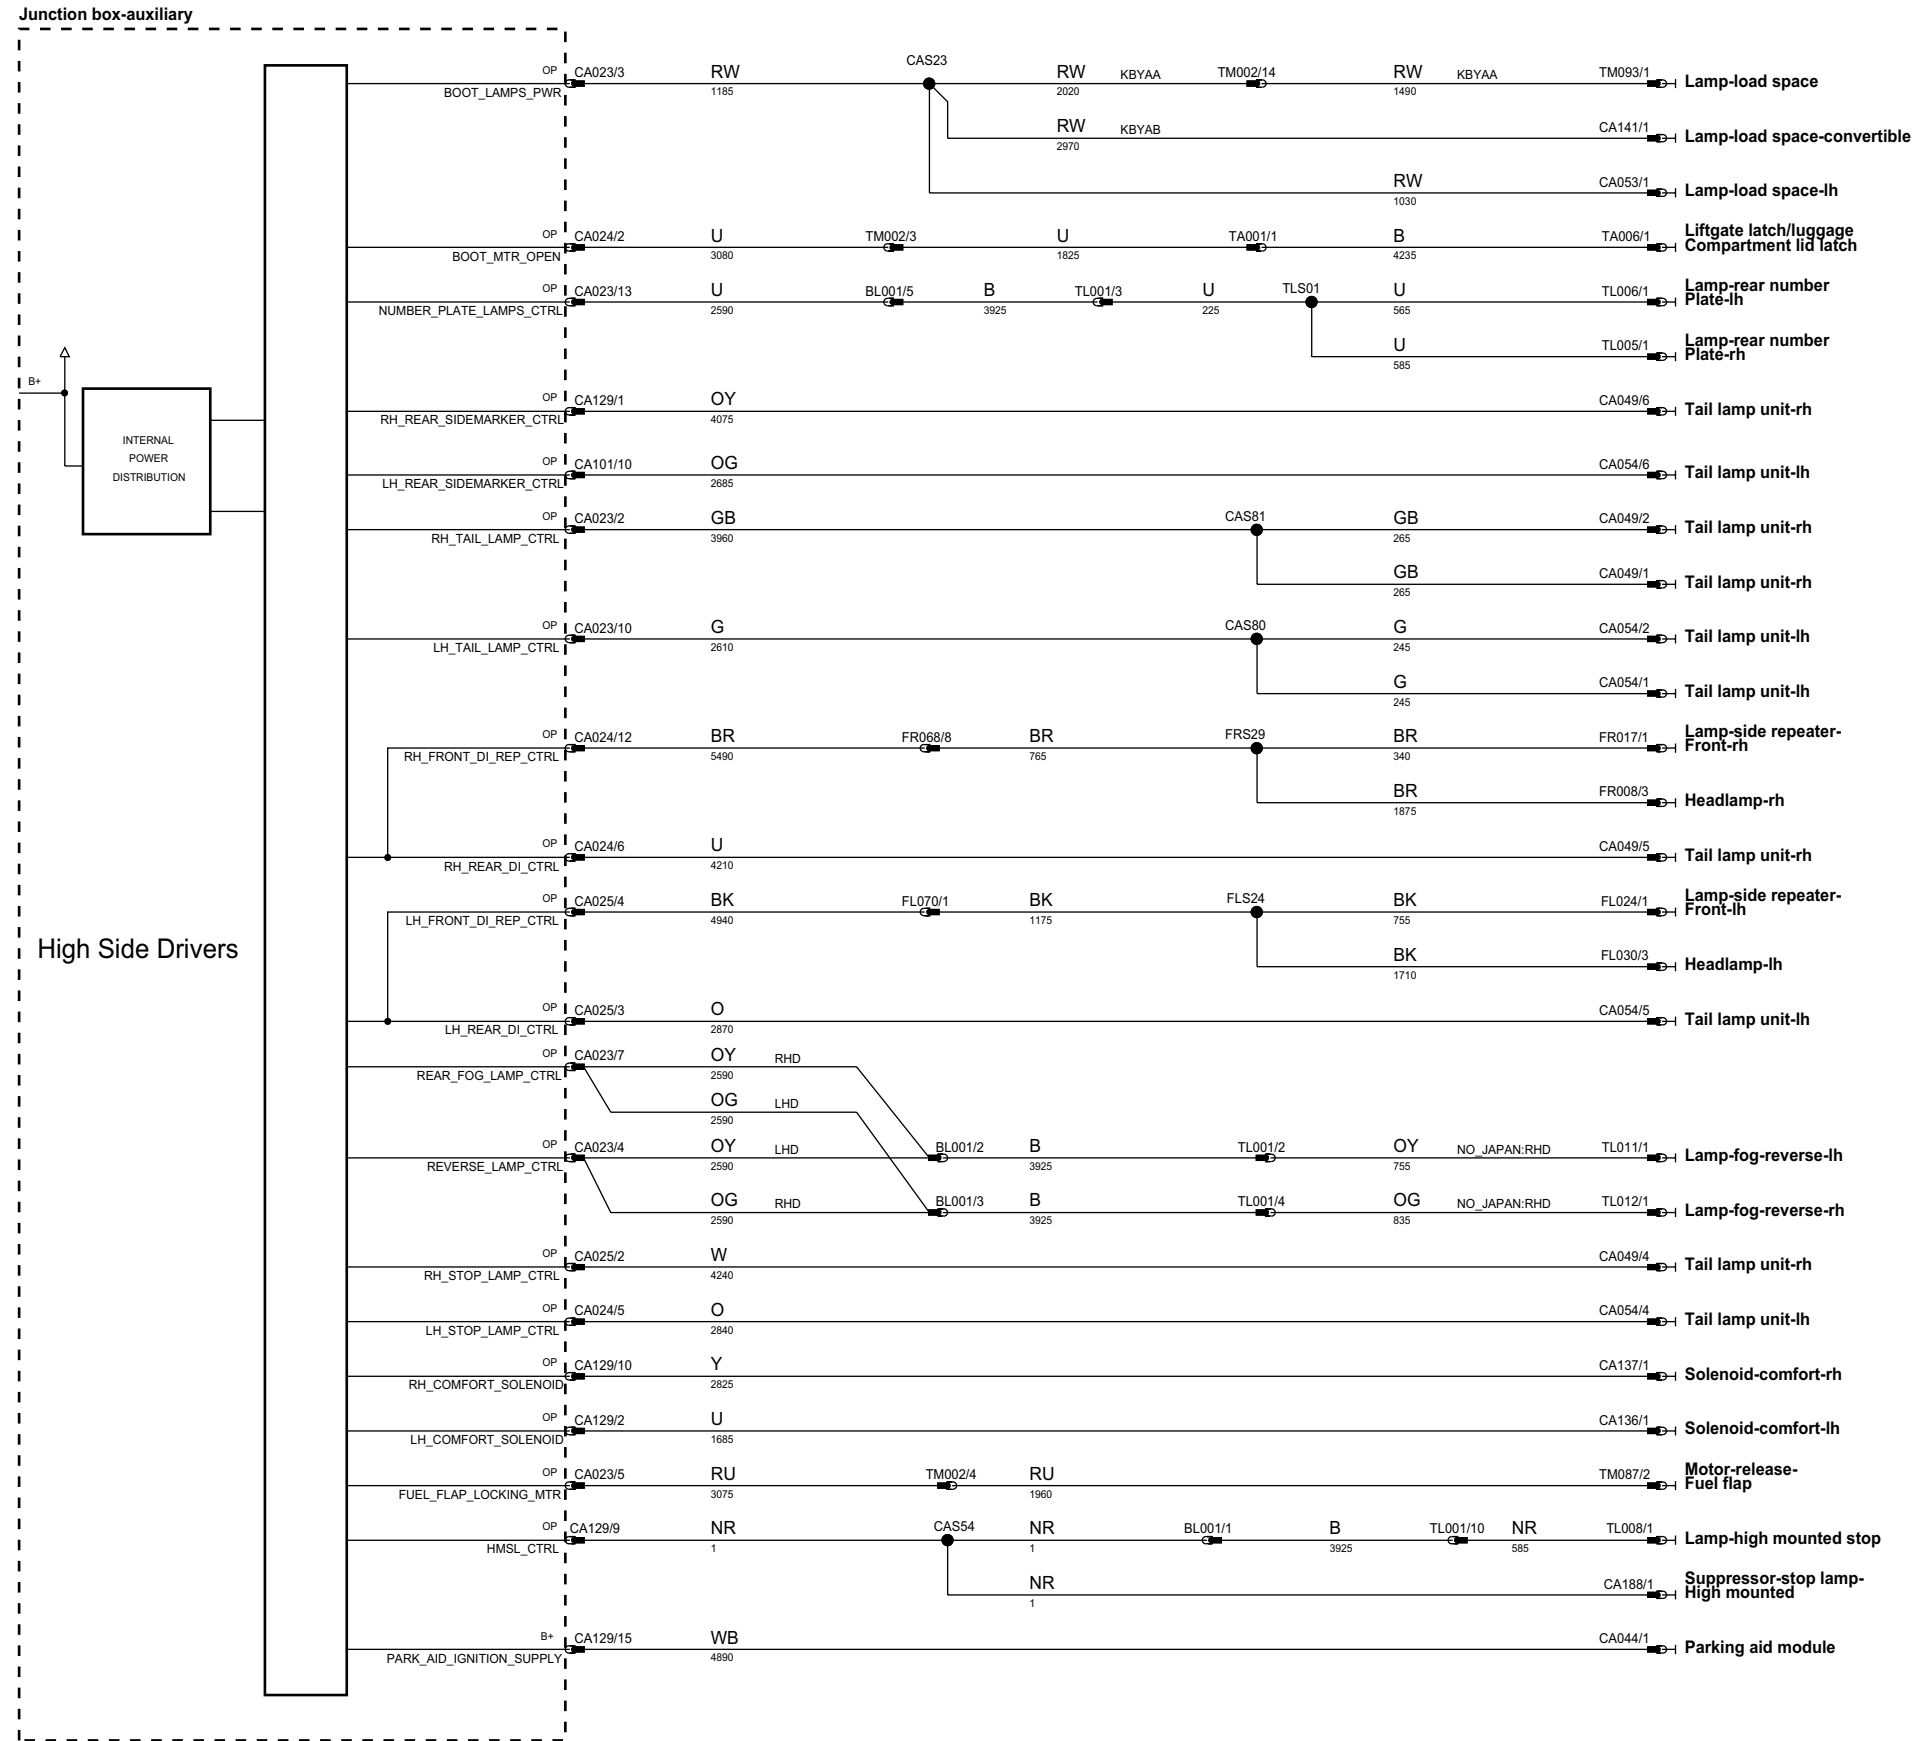 Junction box-auxiliary
OP CA023/3 RW CAS23 RW KBYAA TM002/14 RW KBYAA TM093/1 Lamp-load space
BOOT_LAMPS_PWR 1185 2020 1490
RW KBYAB CA141/1 Lamp-load space-convertible
2970
RW CA053/1 Lamp-load space-lh
1030
OP CA024/2 U TM002/3 U TA001/1 B TA006/1 Liftgate latch/luggage
Compartment lid latch
BOOT_MTR_OPEN 3080 1825 4235
OP CA023/13 U BL001/5 B TL001/3 U TLS01 U TL006/1 Lamp-rear number
Plate-lh
NUMBER_PLATE_LAMPS_CTRL 2590 3925 225 565
U TL005/1 Lamp-rear number
Plate-rh
585
B+
INTERNAL
POWER
DISTRIBUTION
OP CA129/1 OY CA049/6 Tail lamp unit-rh
RH_REAR_SIDEMARKER_CTRL 4075
OP CA101/10 OG CA054/6 Tail lamp unit-lh
LH_REAR_SIDEMARKER_CTRL 2685
OP CA023/2 GB CAS81 GB CA049/2 Tail lamp unit-rh
RH_TAIL_LAMP_CTRL 3960 265
GB CA049/1 Tail lamp unit-rh
265
OP CA023/10 G CAS80 G CA054/2 Tail lamp unit-lh
LH_TAIL_LAMP_CTRL 2610 245
G CA054/1 Tail lamp unit-lh
245
OP CA024/12 BR FR068/8 BR FRS29 BR FR017/1 Lamp-side repeater-
Front-rh
RH_FRONT_DI_REP_CTRL 5490 765 340
BR FR008/3 Headlamp-rh
1875
OP CA024/6 U CA049/5 Tail lamp unit-rh
RH_REAR_DI_CTRL 4210
OP CA025/4 BK FL070/1 BK FLS24 BK FL024/1 Lamp-side repeater-
Front-lh
LH_FRONT_DI_REP_CTRL 4940 1175 755
High Side Drivers
BK FL030/3 Headlamp-lh
1710
OP CA025/3 O CA054/5 Tail lamp unit-lh
LH_REAR_DI_CTRL 2870
OP CA023/7 OY RHD
REAR_FOG_LAMP_CTRL 2590
OG LHD
2590
OP CA023/4 OY LHD BL001/2 B TL001/2 OY NO_JAPAN:RHD TL011/1 Lamp-fog-reverse-lh
REVERSE_LAMP_CTRL 2590 3925 755
OG RHD BL001/3 B TL001/4 OG NO_JAPAN:RHD TL012/1 Lamp-fog-reverse-rh
2590 3925 835
OP CA025/2 W CA049/4 Tail lamp unit-rh
RH_STOP_LAMP_CTRL 4240
OP CA024/5 O CA054/4 Tail lamp unit-lh
LH_STOP_LAMP_CTRL 2840
OP CA129/10 Y CA137/1 Solenoid-comfort-rh
RH_COMFORT_SOLENOID 2825
OP CA129/2 U CA136/1 Solenoid-comfort-lh
LH_COMFORT_SOLENOID 1685
OP CA023/5 RU TM002/4 RU TM087/2 Motor-release-
Fuel flap
FUEL_FLAP_LOCKING_MTR 3075 1960
OP CA129/9 NR CAS54 NR BL001/1 B TL001/10 NR TL008/1 Lamp-high mounted stop
HMSL_CTRL 1 1 3925 585
NR CA188/1 Suppressor-stop lamp-
High mounted
1
B+ CA129/15 WB CA044/1 Parking aid module
PARK_AID_IGNITION_SUPPLY 4890